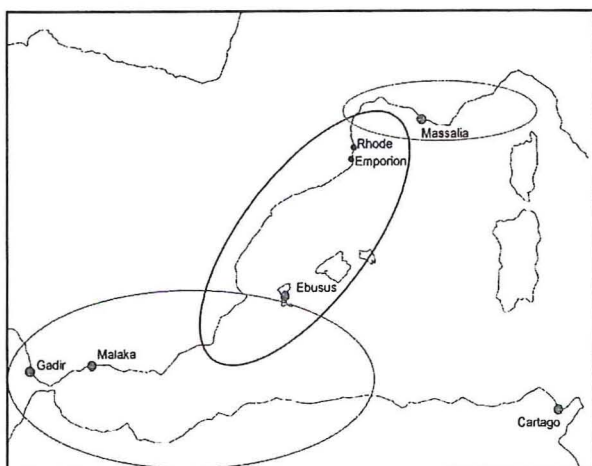 Massalia
Rhode
Emporion
Ebusus
Gadir
Malaka
Cartago